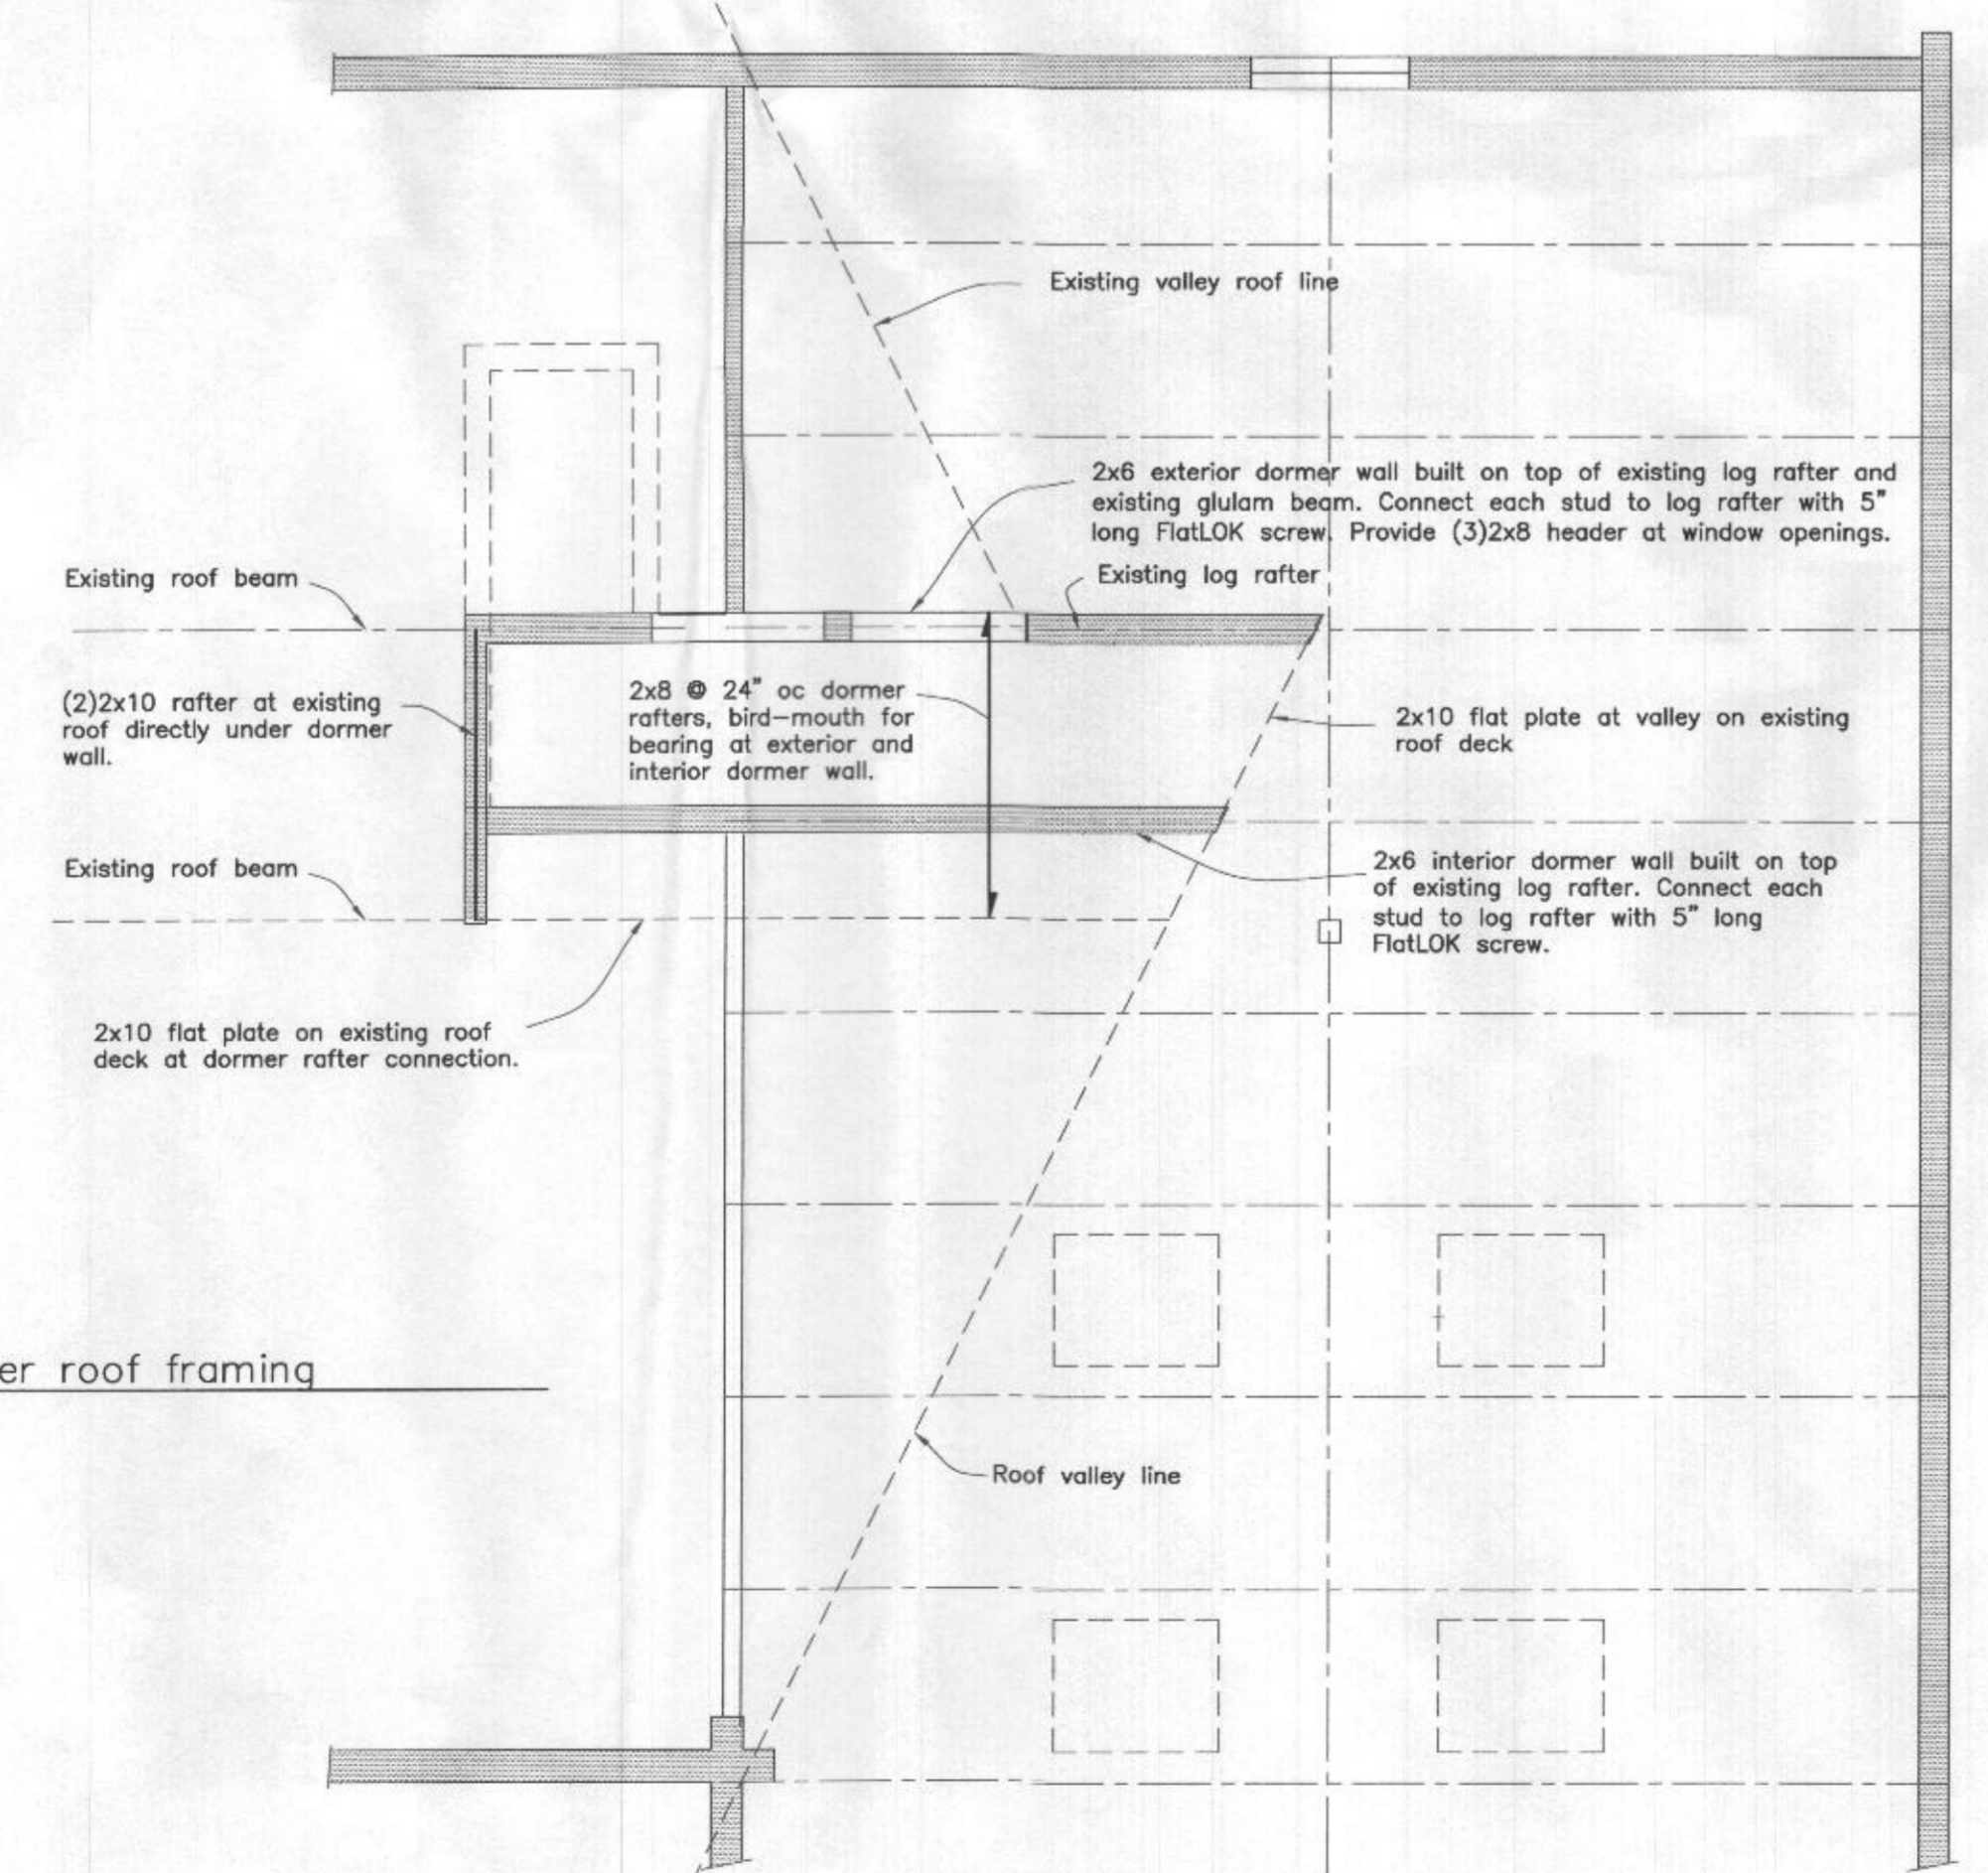 Existing valley roof line
2x6 exterior dormer wall built on top of existing log rafter and
existing glulam beam. Connect each stud to log rafter with 5"
long FlatLOK screw. Provide (3)2x8 header at window openings.
Existing roof beam
Existing log rafter
(2)2x10 rafter at existing
roof directly under dormer
wall.
2x8 @ 24" oc dormer
rafters, bird-mouth for
bearing at exterior and
interior dormer wall.
2x10 flat plate at valley on existing
roof deck
Existing roof beam
2x6 interior dormer wall built on top
of existing log rafter. Connect each
stud to log rafter with 5" long
FlatLOK screw.
2x10 flat plate on existing roof
deck at dormer rafter connection.
er roof framing
Roof valley line